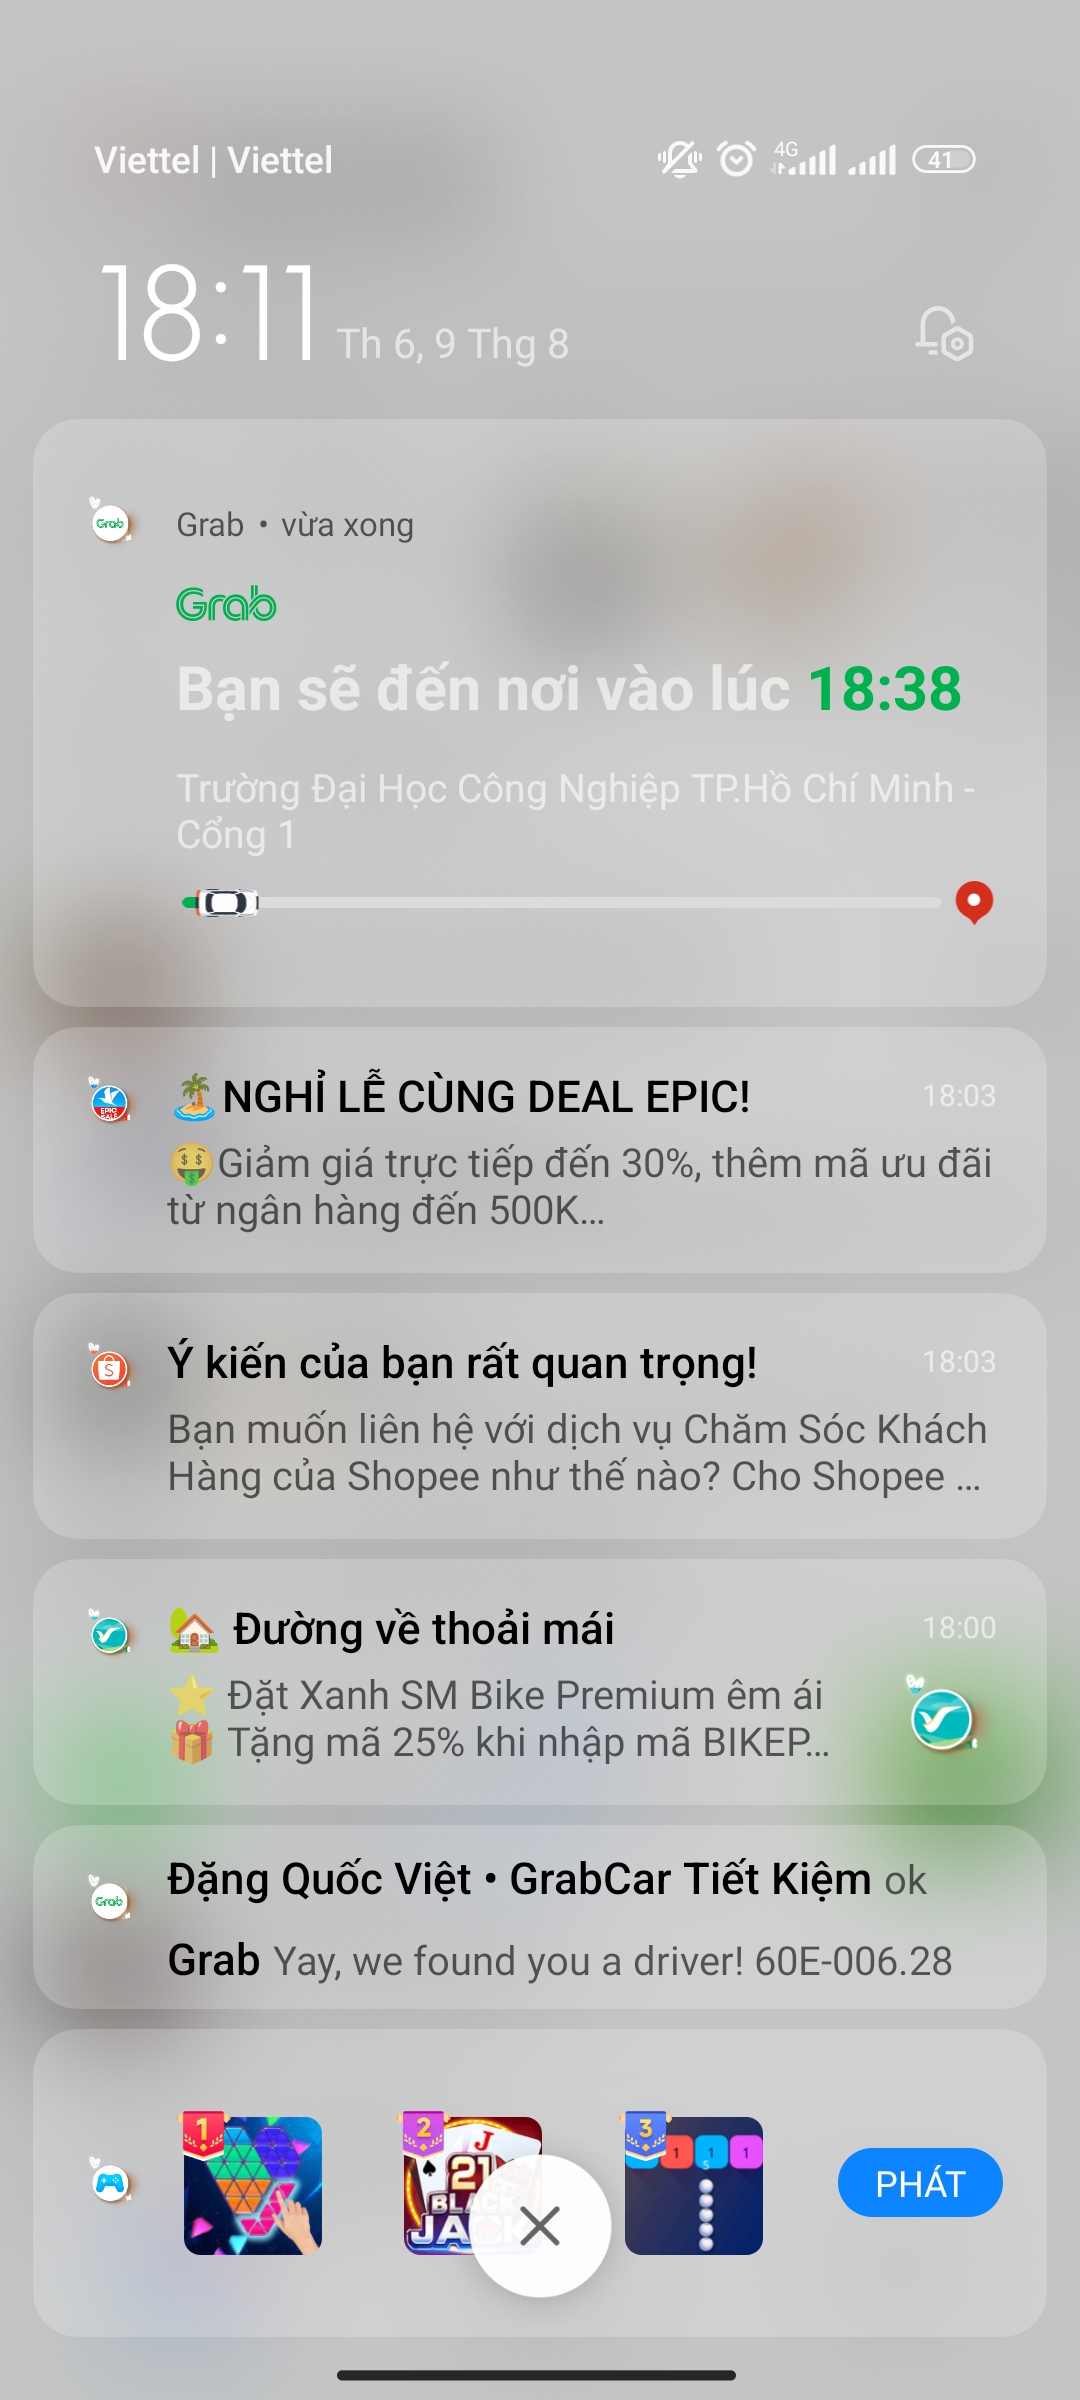 Viettel | Viettel
4G
41
18:11 Th 6, 9 Thg 8
Grab
Grab • vừa xong
Grab
Bạn sẽ đến nơi vào lúc 18:38
Trường Đại Học Công Nghiệp TP.Hồ Chí Minh -
Cổng 1
EPIC SALE
🏝️NGHỈ LỄ CÙNG DEAL EPIC! 18:03
🤑Giảm giá trực tiếp đến 30%, thêm mã ưu đãi
từ ngân hàng đến 500K...
S
Ý kiến của bạn rất quan trọng! 18:03
Bạn muốn liên hệ với dịch vụ Chăm Sóc Khách
Hàng của Shopee như thế nào? Cho Shopee ...
🏡 Đường về thoải mái 18:00
⭐ Đặt Xanh SM Bike Premium êm ái
🎁 Tặng mã 25% khi nhập mã BIKEP...
Grab
Đặng Quốc Việt • GrabCar Tiết Kiệm ok
Grab Yay, we found you a driver! 60E-006.28
1
2
J
21
BLACK
JACK
3
1 1 1
5
PHÁT